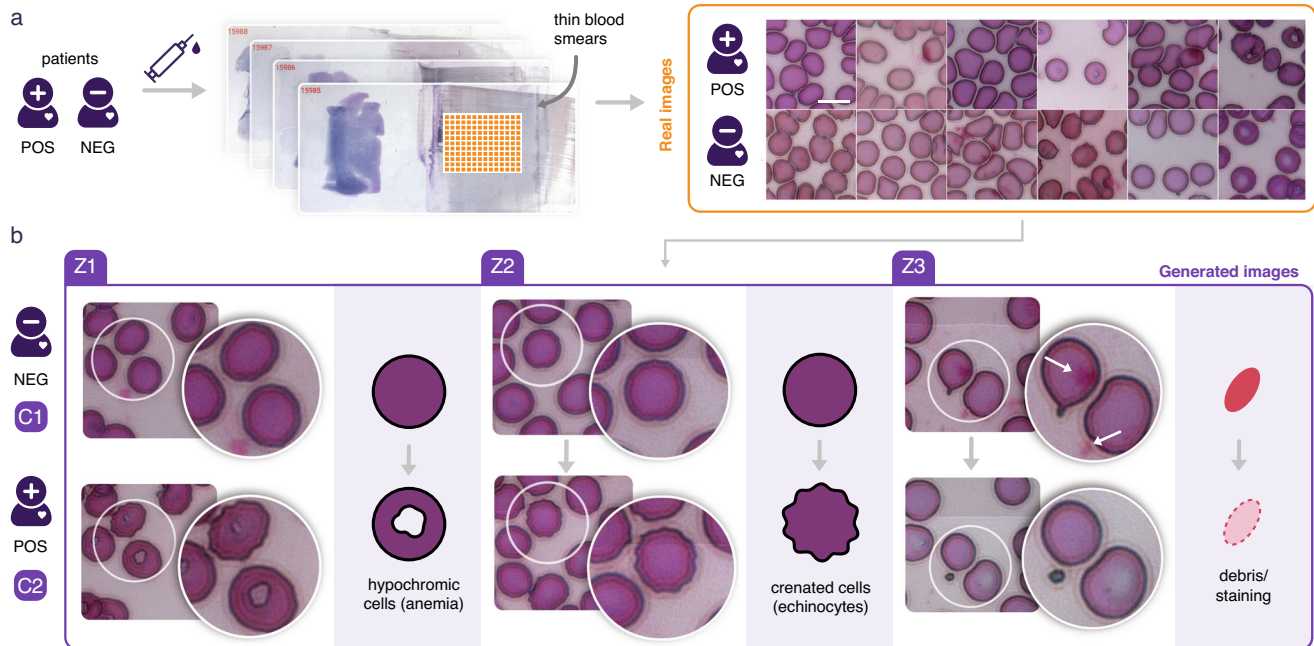 a
patients
POS
NEG
15988
15987
15986
15985
thin blood
smears
Real images
POS
NEG
b
Z1
Z2
Z3
Generated images
NEG
C1
POS
C2
hypochromic
cells (anemia)
crenated cells
(echinocytes)
debris/
staining